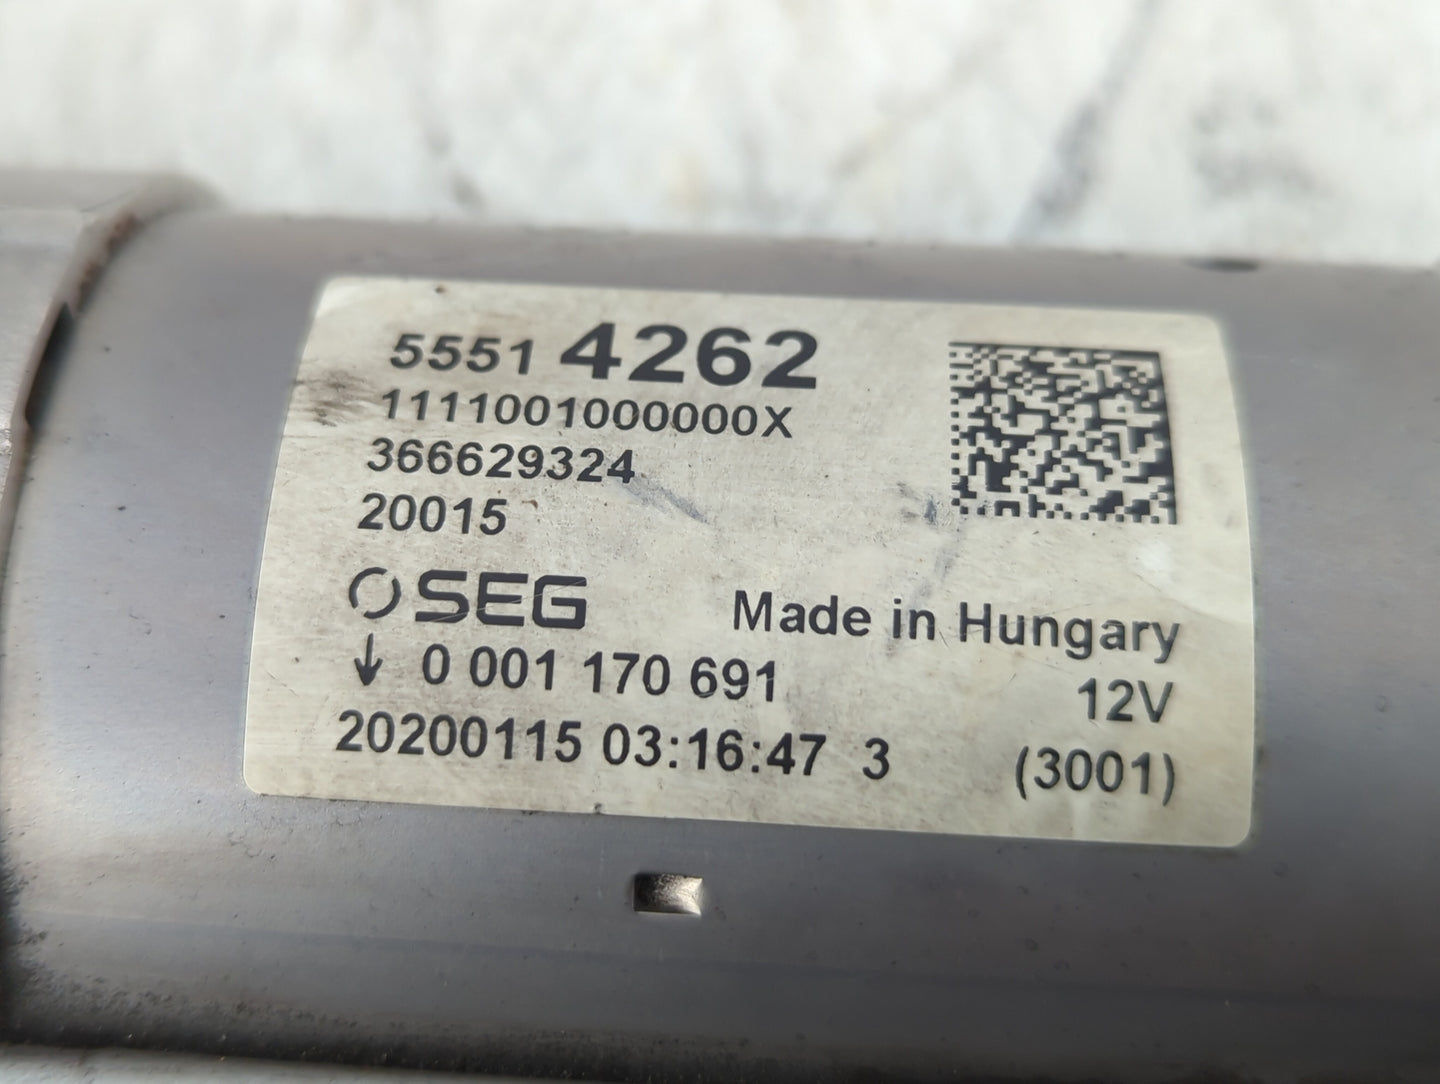 5551 4262
1111001000000X
366629324
20015
SEG
Made in Hungary
0 001 170 691
12V
20200115 03:16:47 3
(3001)